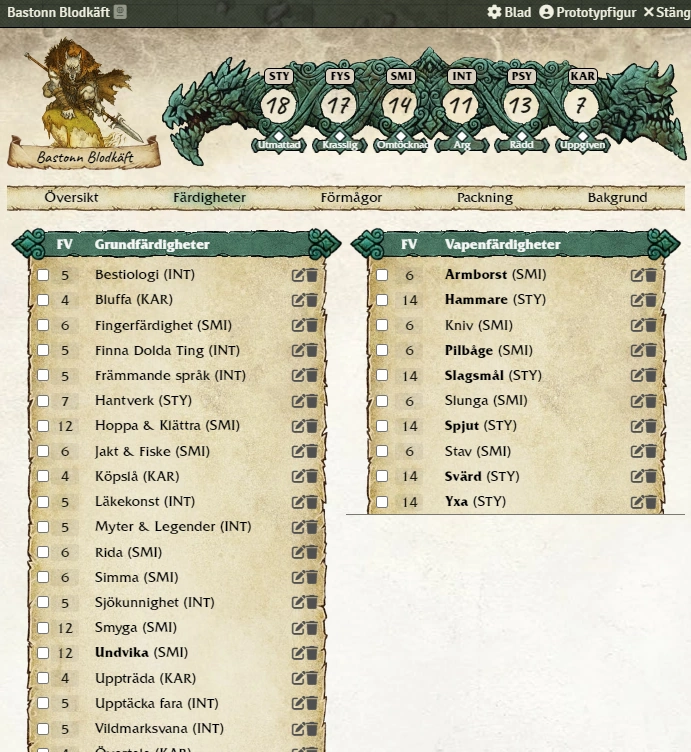 Bastonn Blodkäft
Blad Prototypfigur Stäng
STY FYS SMI INT PSY KAR
18 17 14 11 13 7
Utmattad Krasslig Omtöcknad Arg Rädd Uppgiven
Bastonn Blodkäft
Översikt Färdigheter Förmågor Packning Bakgrund
FV Grundfärdigheter
5 Bestiologi (INT)
4 Bluffa (KAR)
6 Fingerfärdighet (SMI)
5 Finna Dolda Ting (INT)
5 Främmande språk (INT)
7 Hantverk (STY)
12 Hoppa & Klättra (SMI)
6 Jakt & Fiske (SMI)
4 Köpslå (KAR)
5 Läkekonst (INT)
5 Myter & Legender (INT)
6 Rida (SMI)
6 Simma (SMI)
5 Sjökunnighet (INT)
12 Smyga (SMI)
12 Undvika (SMI)
4 Uppträda (KAR)
5 Upptäcka fara (INT)
5 Vildmarksvana (INT)
4 Övertala (KAR)
FV Vapenfärdigheter
6 Armborst (SMI)
14 Hammare (STY)
6 Kniv (SMI)
6 Pilbåge (SMI)
14 Slagsmål (STY)
6 Slunga (SMI)
14 Spjut (STY)
6 Stav (SMI)
14 Svärd (STY)
14 Yxa (STY)